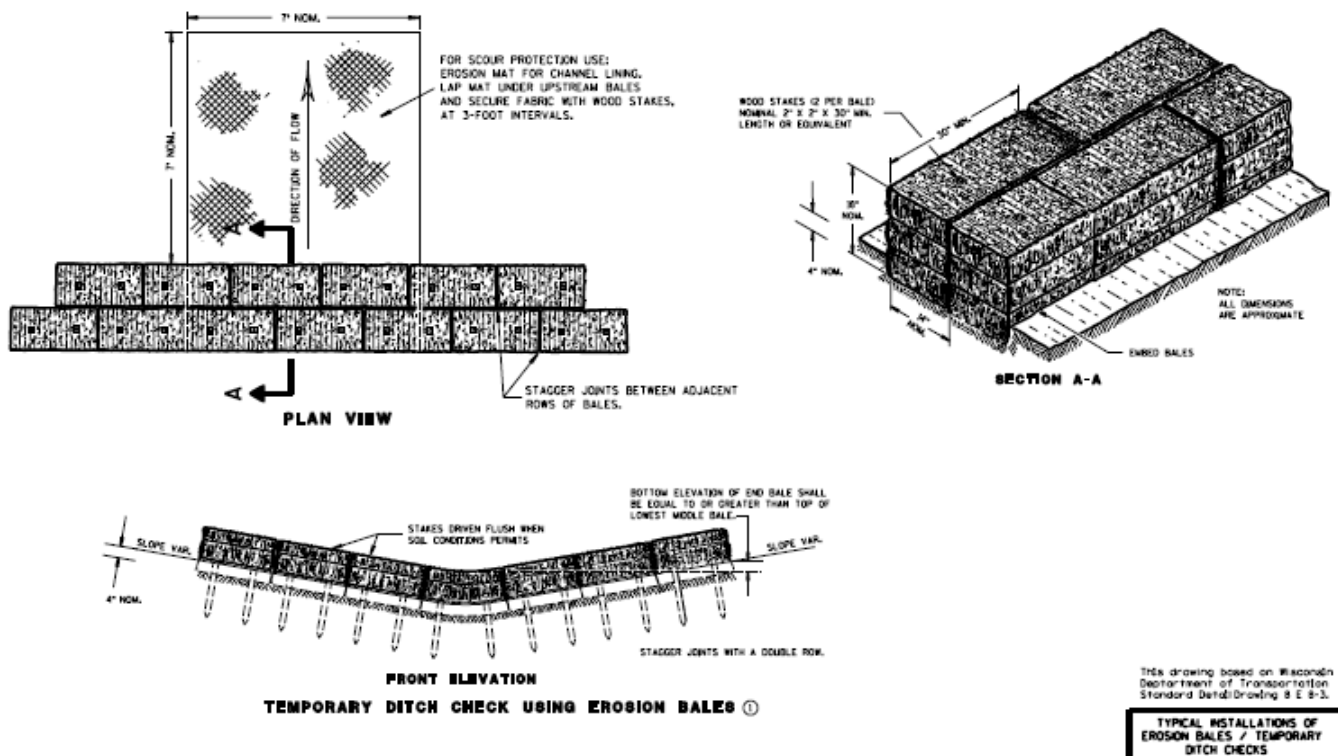 7' NOM.
7' NOM.
FOR SCOUR PROTECTION USE:
EROSION MAT FOR CHANNEL LINING.
LAP MAT UNDER UPSTREAM BALES
AND SECURE FABRIC WITH WOOD STAKES,
AT 3-FOOT INTERVALS.
DIRECTION OF FLOW
A
A
STAGGER JOINTS BETWEEN ADJACENT
ROWS OF BALES.
PLAN VIEW
WOOD STAKES (2 PER BALE)
NOMINAL 2" X 2" X 30" MIN.
LENGTH OR EQUIVALENT
30" MIN.
NOM.
4" NOM.
NOM.
NOTE:
ALL DIMENSIONS
ARE APPROXIMATE
EMBED BALES
SECTION A-A
BOTTOM ELEVATION OF END BALE SHALL
BE EQUAL TO OR GREATER THAN TOP OF
LOWEST MIDDLE BALE.
STAKES DRIVEN FLUSH WHEN
SOIL CONDITIONS PERMITS
SLOPE VAR.
SLOPE VAR.
4" NOM.
STAGGER JOINTS WITH A DOUBLE ROW.
FRONT ELEVATION
TEMPORARY DITCH CHECK USING EROSION BALES ①
This drawing based on Wisconsin
Department of Transportation
Standard Detail Drawing 8 E 8-3.
TYPICAL INSTALLATIONS OF
EROSION BALES / TEMPORARY
DITCH CHECKS